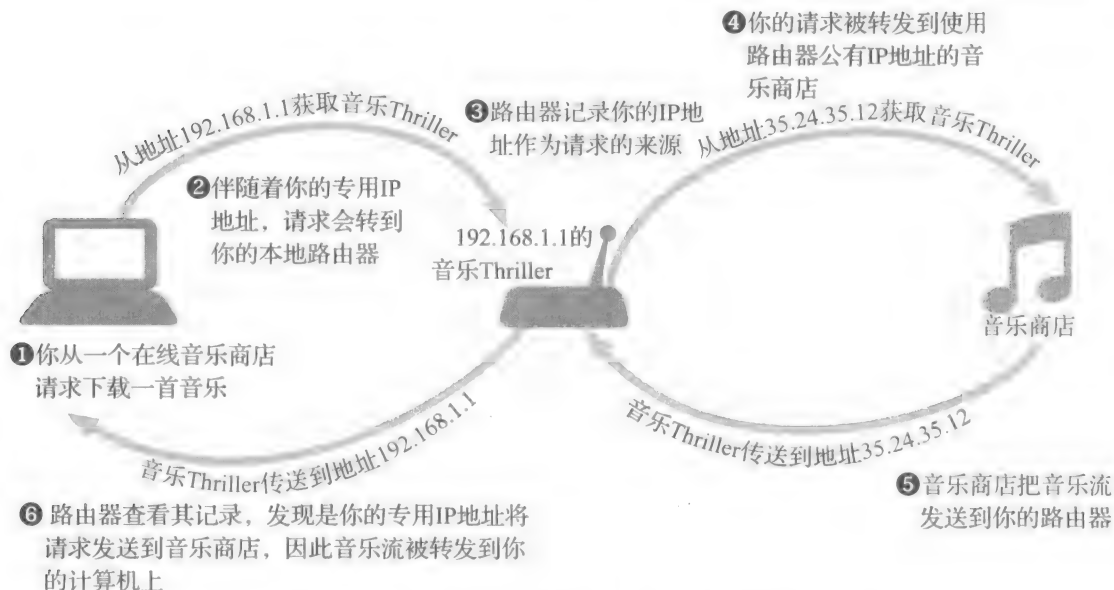 ❹你的请求被转发到使用
路由器公有IP地址的音
乐商店
从地址192.168.1.1获取音乐Thriller
❸路由器记录你的IP地
址作为请求的来源
从地址35.24.35.12获取音乐Thriller
❷伴随着你的专用IP
地址，请求会转到
你的本地路由器
192.168.1.1的
音乐Thriller
音乐商店
❶你从一个在线音乐商店
请求下载一首音乐
音乐Thriller传送到地址192.168.1.1
音乐Thriller传送到地址35.24.35.12
❺音乐商店把音乐流
发送到你的路由器
❻ 路由器查看其记录，发现是你的专用IP地址将
请求发送到音乐商店，因此音乐流被转发到你
的计算机上